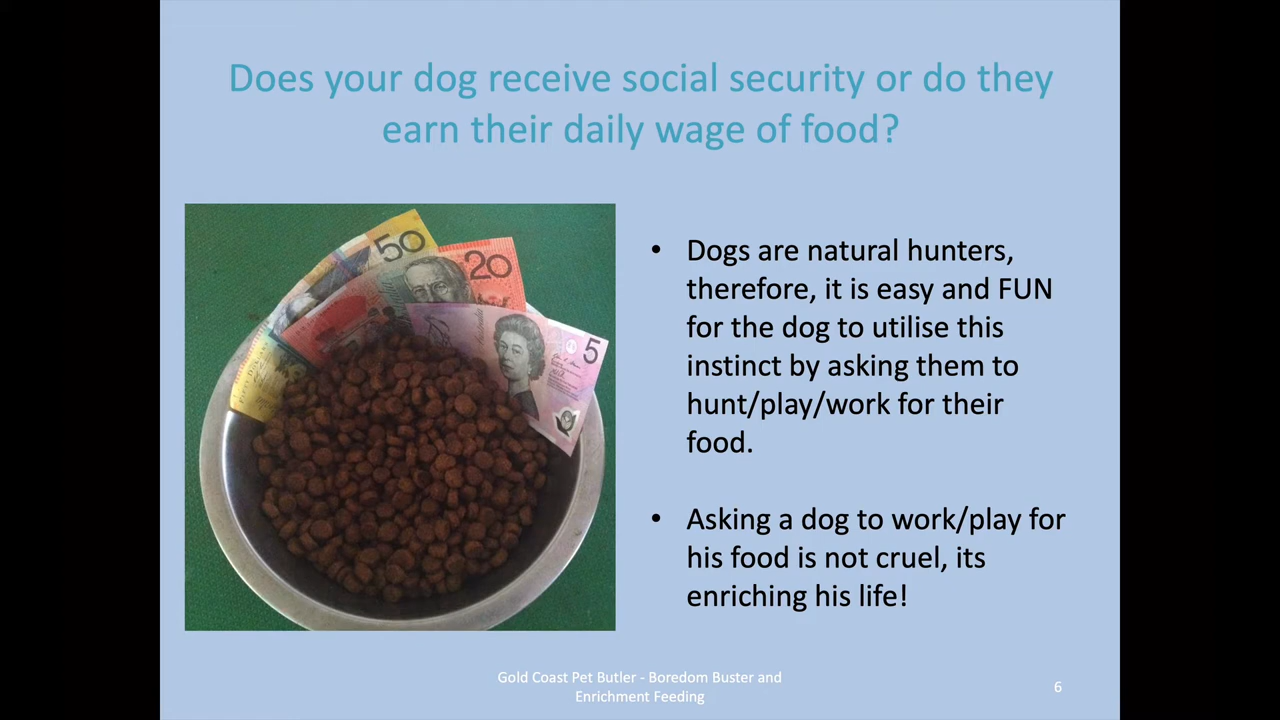 Does your dog receive social security or do they
earn their daily wage of food?
50
20
5
• Dogs are natural hunters,
therefore, it is easy and FUN
for the dog to utilise this
instinct by asking them to
hunt/play/work for their
food.
• Asking a dog to work/play for
his food is not cruel, its
enriching his life!
Gold Coast Pet Butler - Boredom Buster and
Enrichment Feeding
6